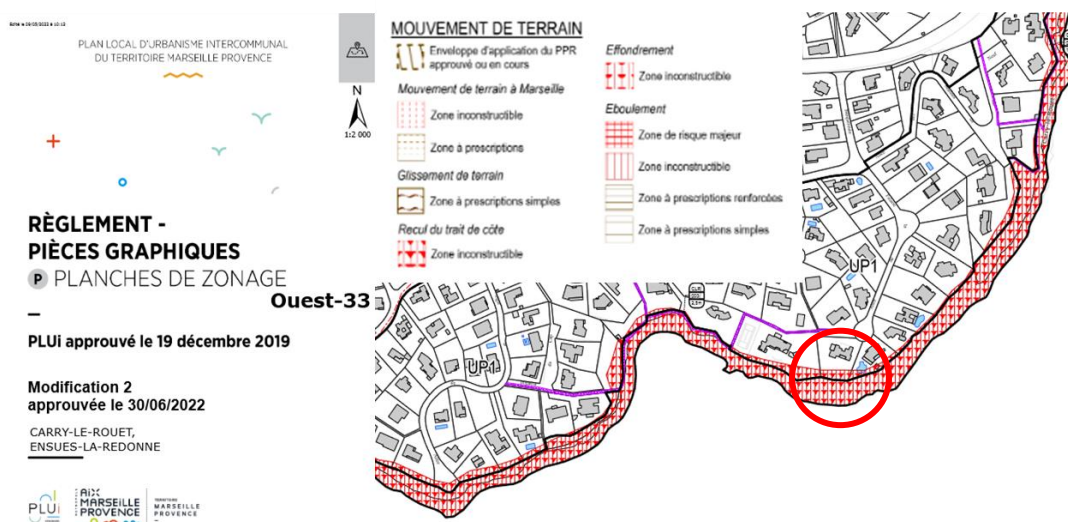 PLAN LOCAL D'URBANISME INTERCOMMUNAL
DU TERRITOIRE MARSEILLE PROVENCE
RÈGLEMENT -
PIÈCES GRAPHIQUES
P PLANCHES DE ZONAGE
Ouest-33
–
PLUi approuvé le 19 décembre 2019
Modification 2
approuvée le 30/06/2022
CARRY-LE-ROUET,
ENSUES-LA-REDONNE
PLUi
AIX
MARSEILLE
PROVENCE
TERRITOIRE
MARSEILLE
PROVENCE
N
1:2 000
MOUVEMENT DE TERRAIN
Enveloppe d'application du PPR
approuvé ou en cours
Mouvement de terrain à Marseille
Zone inconstructible
Zone à prescriptions
Glissement de terrain
Zone à prescriptions simples
Recul du trait de côte
Zone inconstructible
Effondrement
Zone inconstructible
Eboulement
Zone de risque majeur
Zone inconstructible
Zone à prescriptions renforcées
Zone à prescriptions simples
UP1
UP1